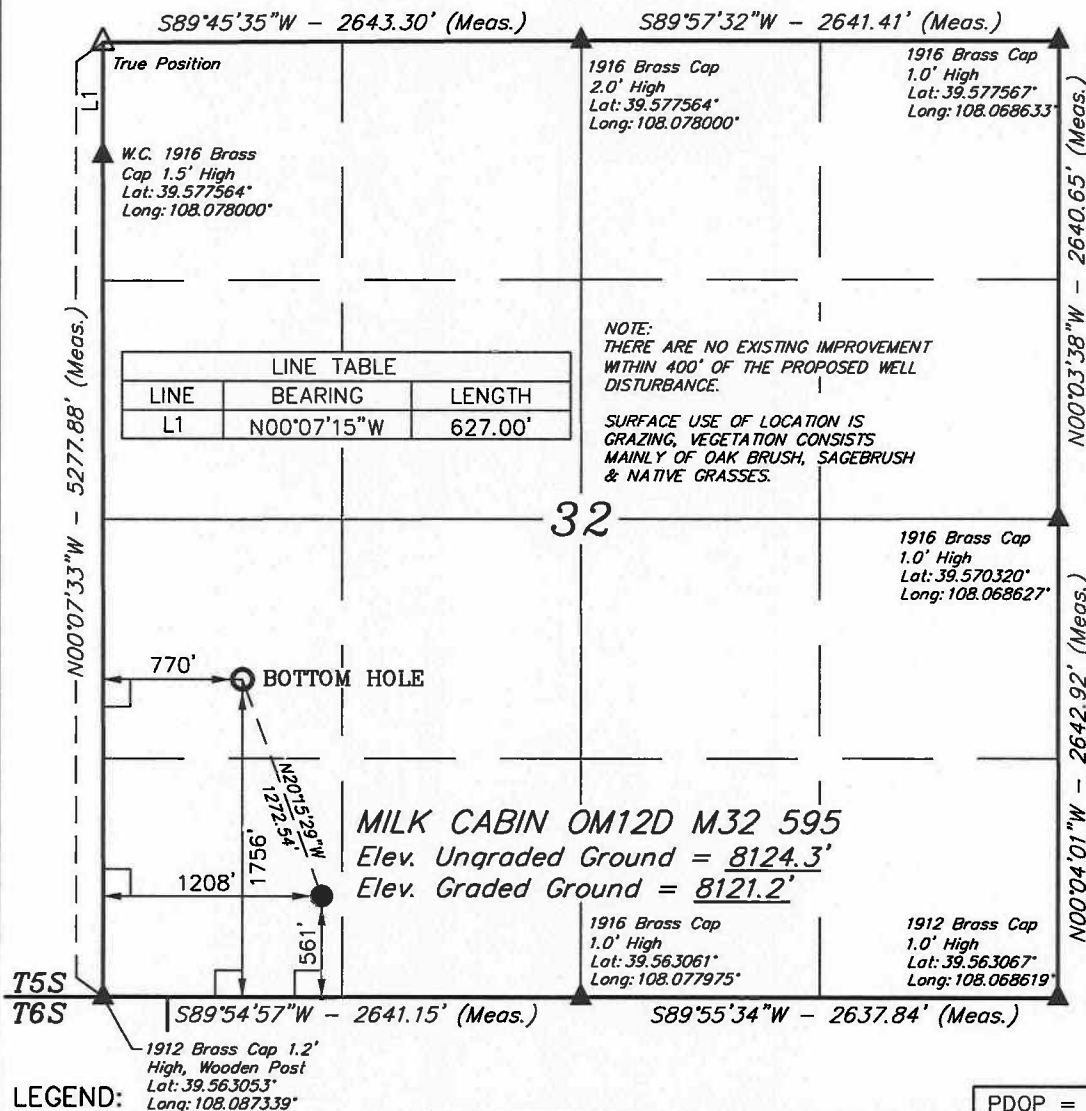 S89°45'35"W - 2643.30' (Meas.)
S89°57'32"W - 2641.41' (Meas.)
True Position
L1
W.C. 1916 Brass
Cap 1.5' High
Lat: 39.577564°
Long: 108.078000°
1916 Brass Cap
2.0' High
Lat: 39.577564°
Long: 108.078000°
1916 Brass Cap
1.0' High
Lat: 39.577567°
Long: 108.068633°
N00°03'38"W - 2640.65' (Meas.)
N00°07'33"W - 5277.88' (Meas.)
LINE TABLE
LINE BEARING LENGTH
L1 N00°07'15"W 627.00'
NOTE:
THERE ARE NO EXISTING IMPROVEMENT
WITHIN 400' OF THE PROPOSED WELL
DISTURBANCE.
SURFACE USE OF LOCATION IS
GRAZING, VEGETATION CONSISTS
MAINLY OF OAK BRUSH, SAGEBRUSH
& NATIVE GRASSES.
32
1916 Brass Cap
1.0' High
Lat: 39.570320°
Long: 108.068627°
N00°04'01"W - 2642.92' (Meas.)
770'
BOTTOM HOLE
N20°15'29"W
1272.54'
1756'
1208'
561'
MILK CABIN OM12D M32 595
Elev. Ungraded Ground = 8124.3'
Elev. Graded Ground = 8121.2'
1916 Brass Cap
1.0' High
Lat: 39.563061°
Long: 108.077975°
1912 Brass Cap
1.0' High
Lat: 39.563067°
Long: 108.068619°
T5S
T6S
S89°54'57"W - 2641.15' (Meas.)
S89°55'34"W - 2637.84' (Meas.)
1912 Brass Cap 1.2'
High, Wooden Post
Lat: 39.563053°
Long: 108.087339°
LEGEND:
PDOP =